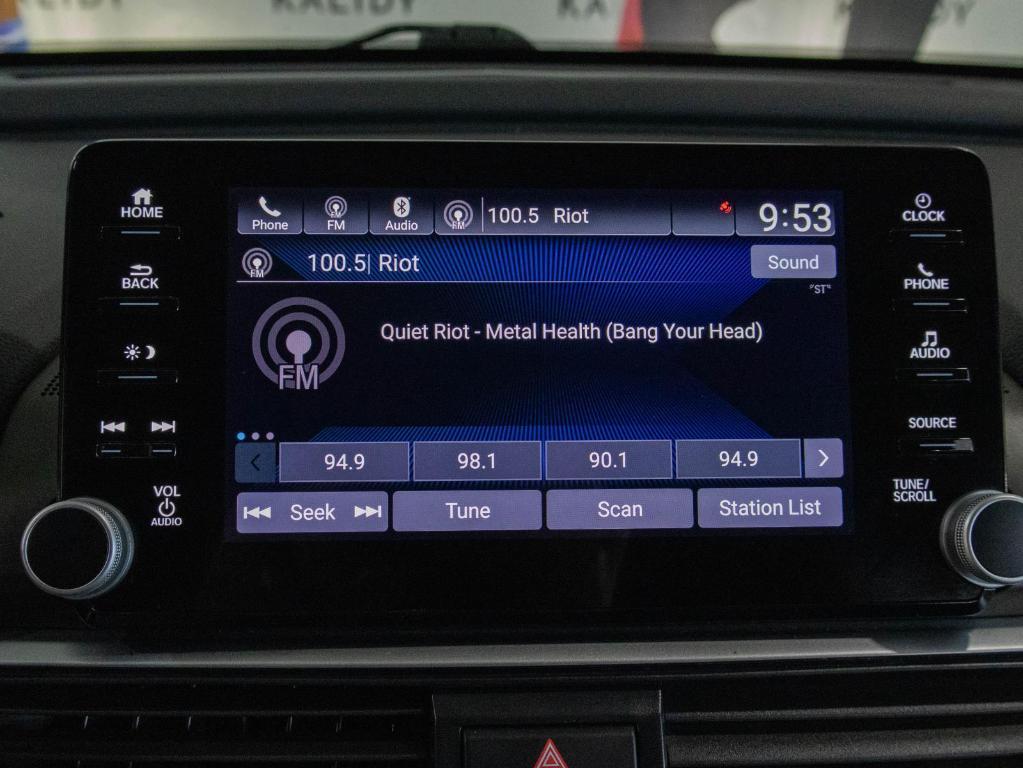 KALIDY
HOME
BACK
VOL
AUDIO
Phone
FM
Audio
FM
100.5 Riot
9:53
FM
100.5| Riot
Sound
"ST"
FM
Quiet Riot - Metal Health (Bang Your Head)
94.9
98.1
90.1
94.9
Seek
Tune
Scan
Station List
CLOCK
PHONE
AUDIO
SOURCE
TUNE/
SCROLL